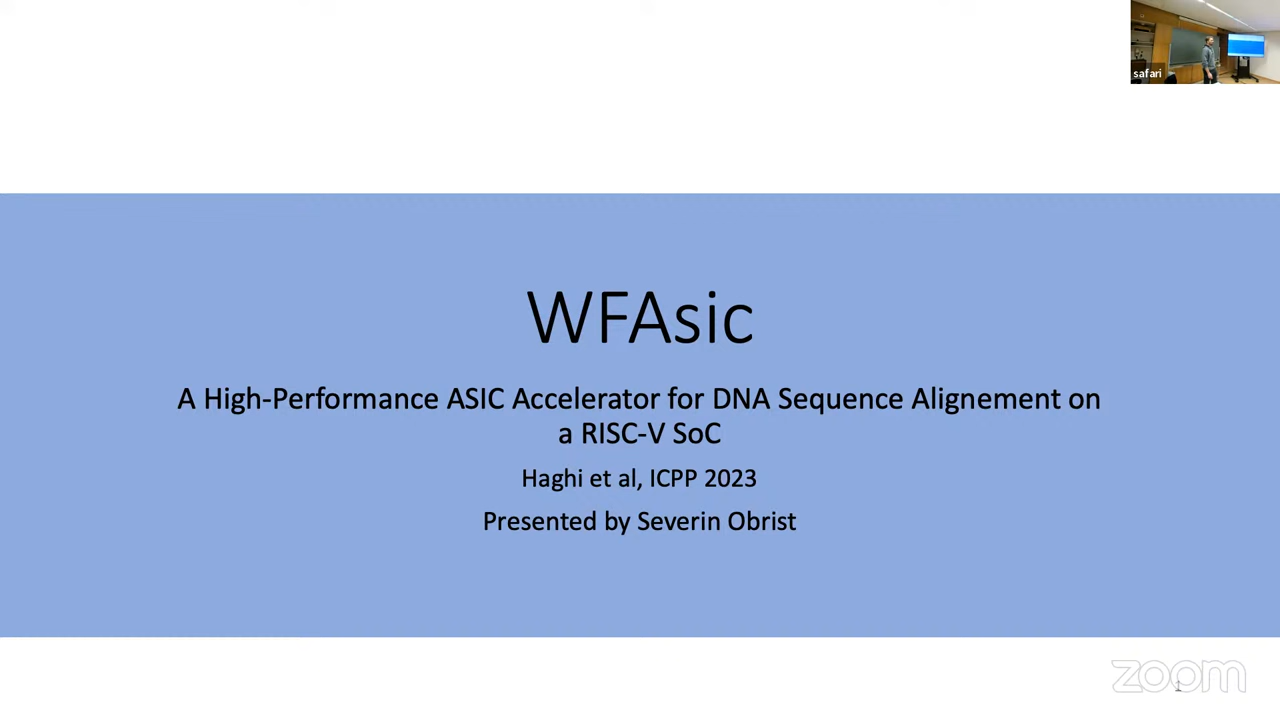 safari
WFAsic
A High-Performance ASIC Accelerator for DNA Sequence Alignement on
a RISC-V SoC
Haghi et al, ICPP 2023
Presented by Severin Obrist
zoom
1